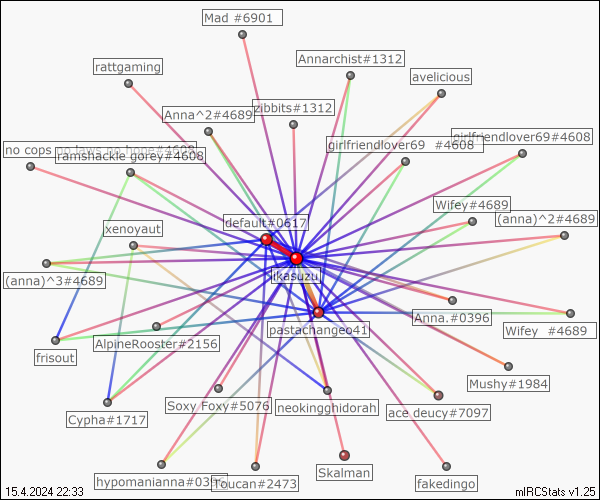 Mad #6901
Annarchist#1312
rattgaming
avelicious
Anna^2#4689
zibbits#1312
girlfriendlover69 #4608
girlfriendlover69#4608
no cops no laws no hope#4608
ramshackle gorey#4608
Wifey#4689
(anna)^2#4689
default#0617
xenoyaut
(anna)^3#4689
ikasuzu
Anna.#0396
pastachangeo41
Wifey #4689
AlpineRooster#2156
frisout
Mushy#1984
Soxy Foxy#5076
neokingghidorah
ace deucy#7097
Cypha#1717
hypomanianna#0396
Toucan#2473
Skalman
fakedingo
15.4.2024 22:33
mIRCStats v1.25